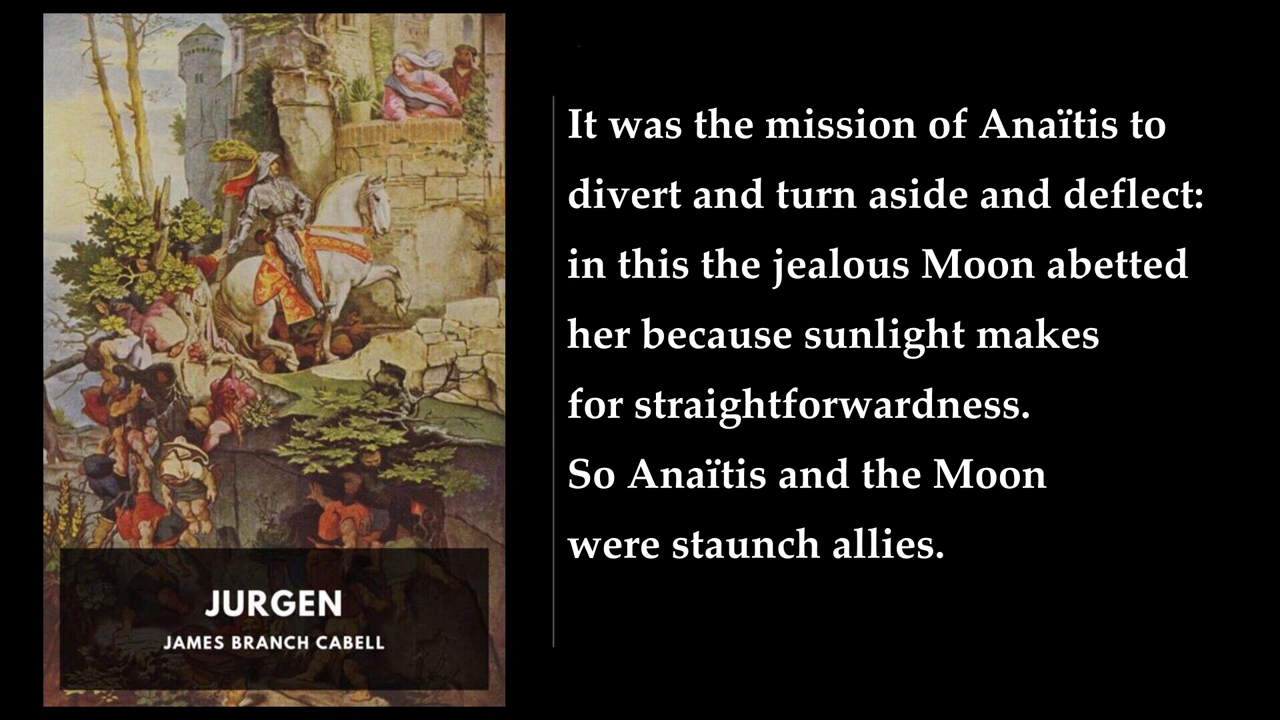 It was the mission of Anaïtis to
divert and turn aside and deflect:
in this the jealous Moon abetted
her because sunlight makes
for straightforwardness.
So Anaïtis and the Moon
were staunch allies.
JURGEN
JAMES BRANCH CABELL